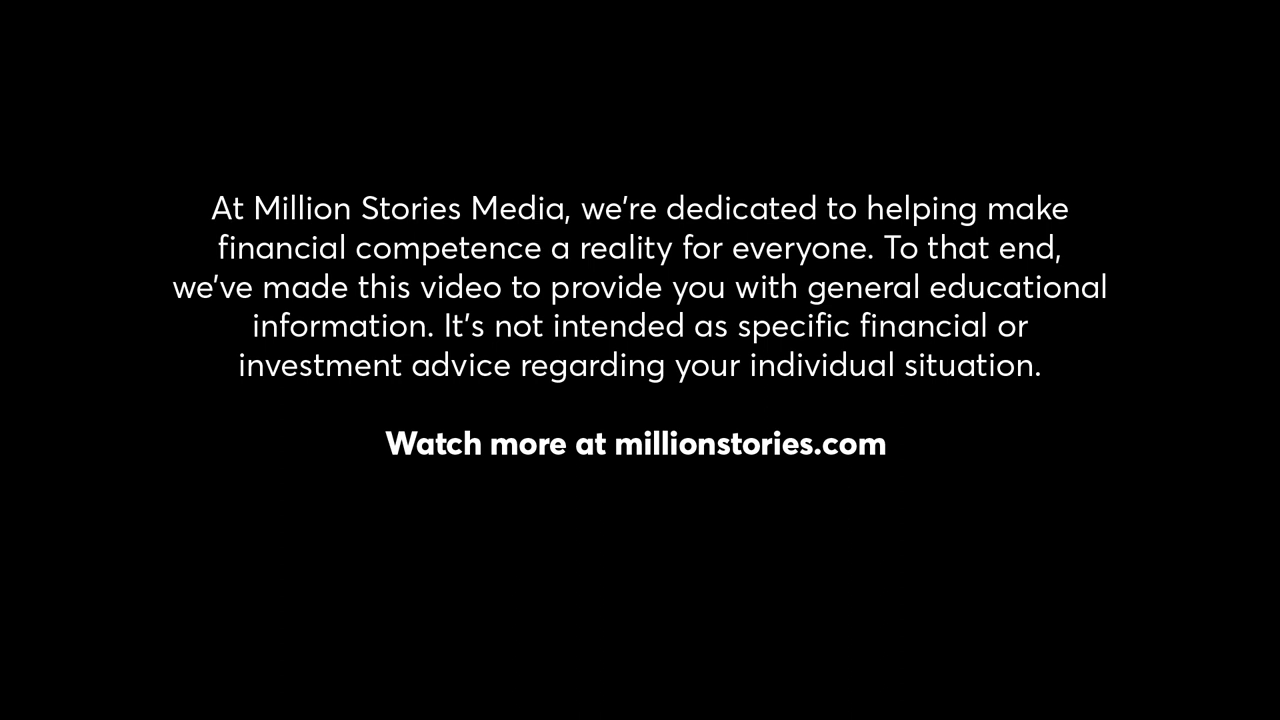 At Million Stories Media, we're dedicated to helping make
financial competence a reality for everyone. To that end,
we've made this video to provide you with general educational
information. It's not intended as specific financial or
investment advice regarding your individual situation.
Watch more at millionstories.com